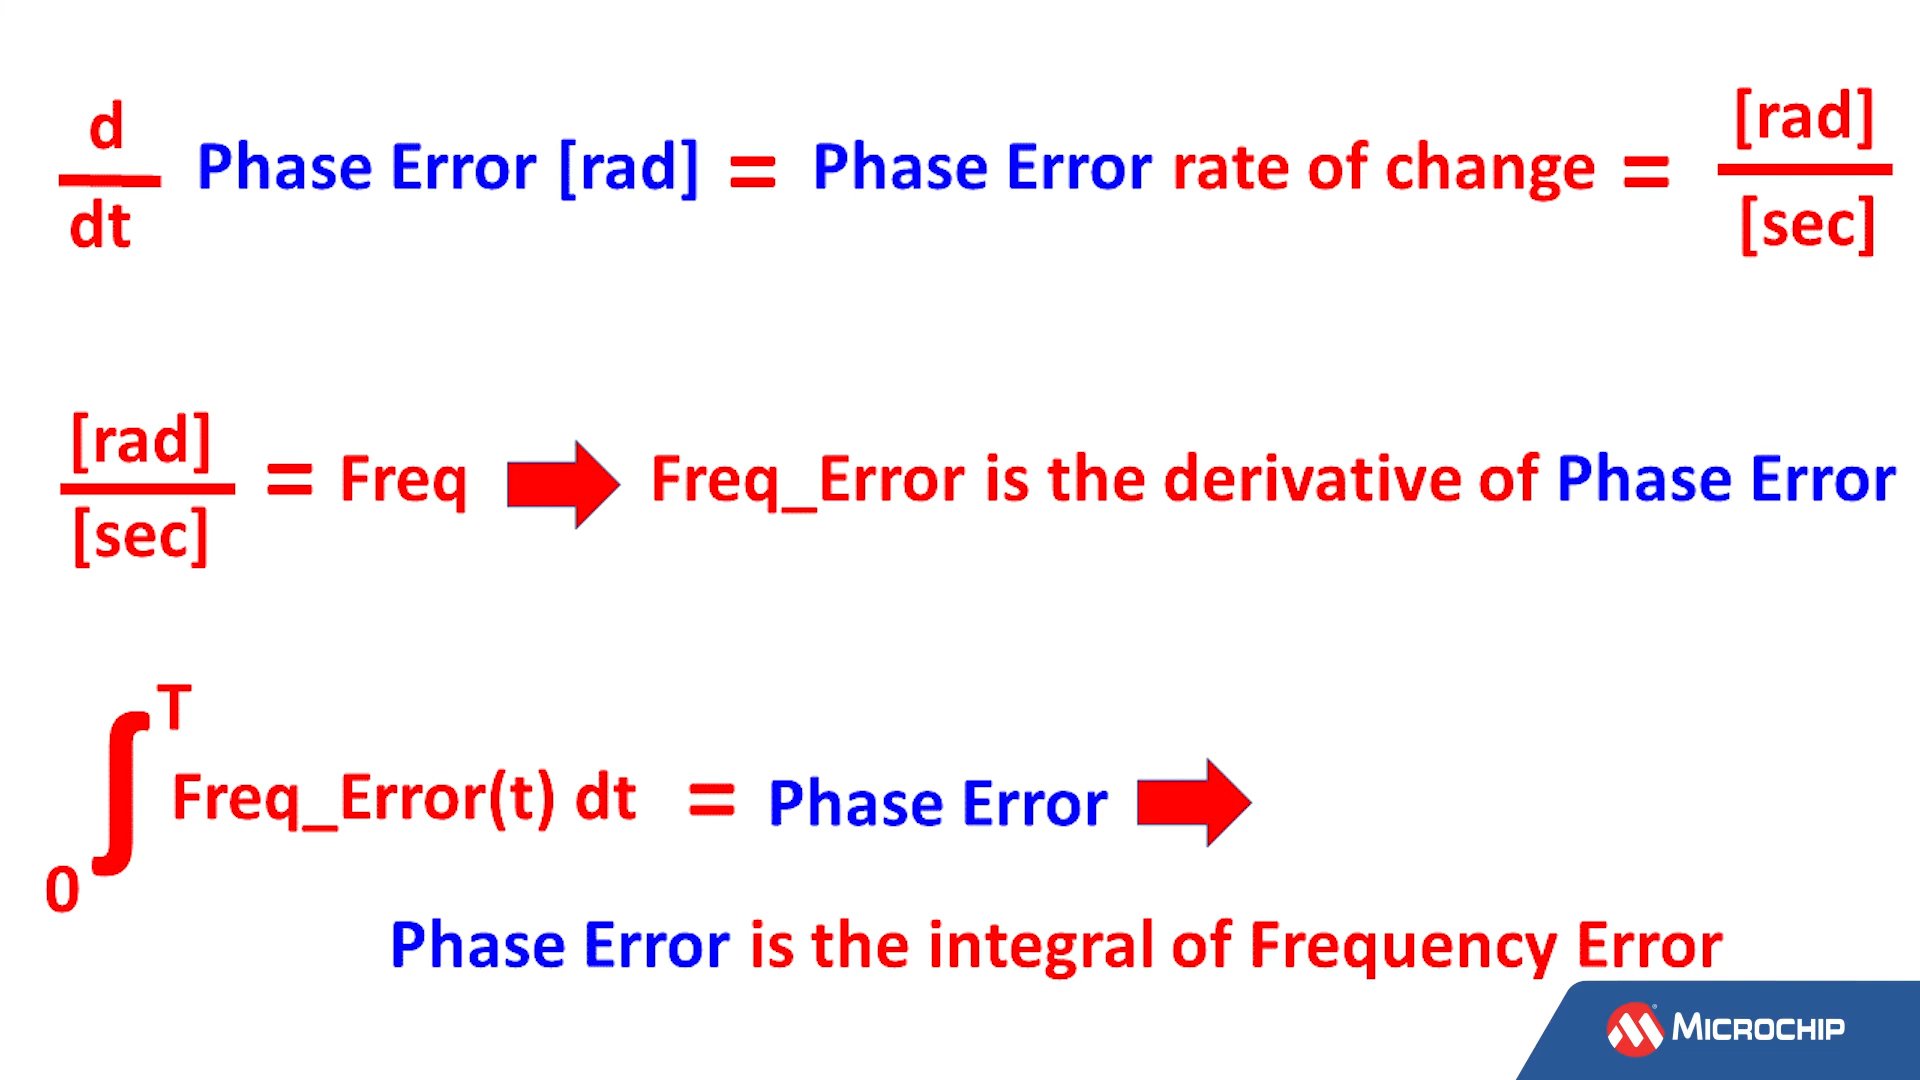 d
dt
Phase Error [rad] = Phase Error rate of change =
[rad]
[sec]
[rad]
[sec]
= Freq
Freq_Error is the derivative of Phase Error
∫
T
0
Freq_Error(t) dt = Phase Error
Phase Error is the integral of Frequency Error
MICROCHIP